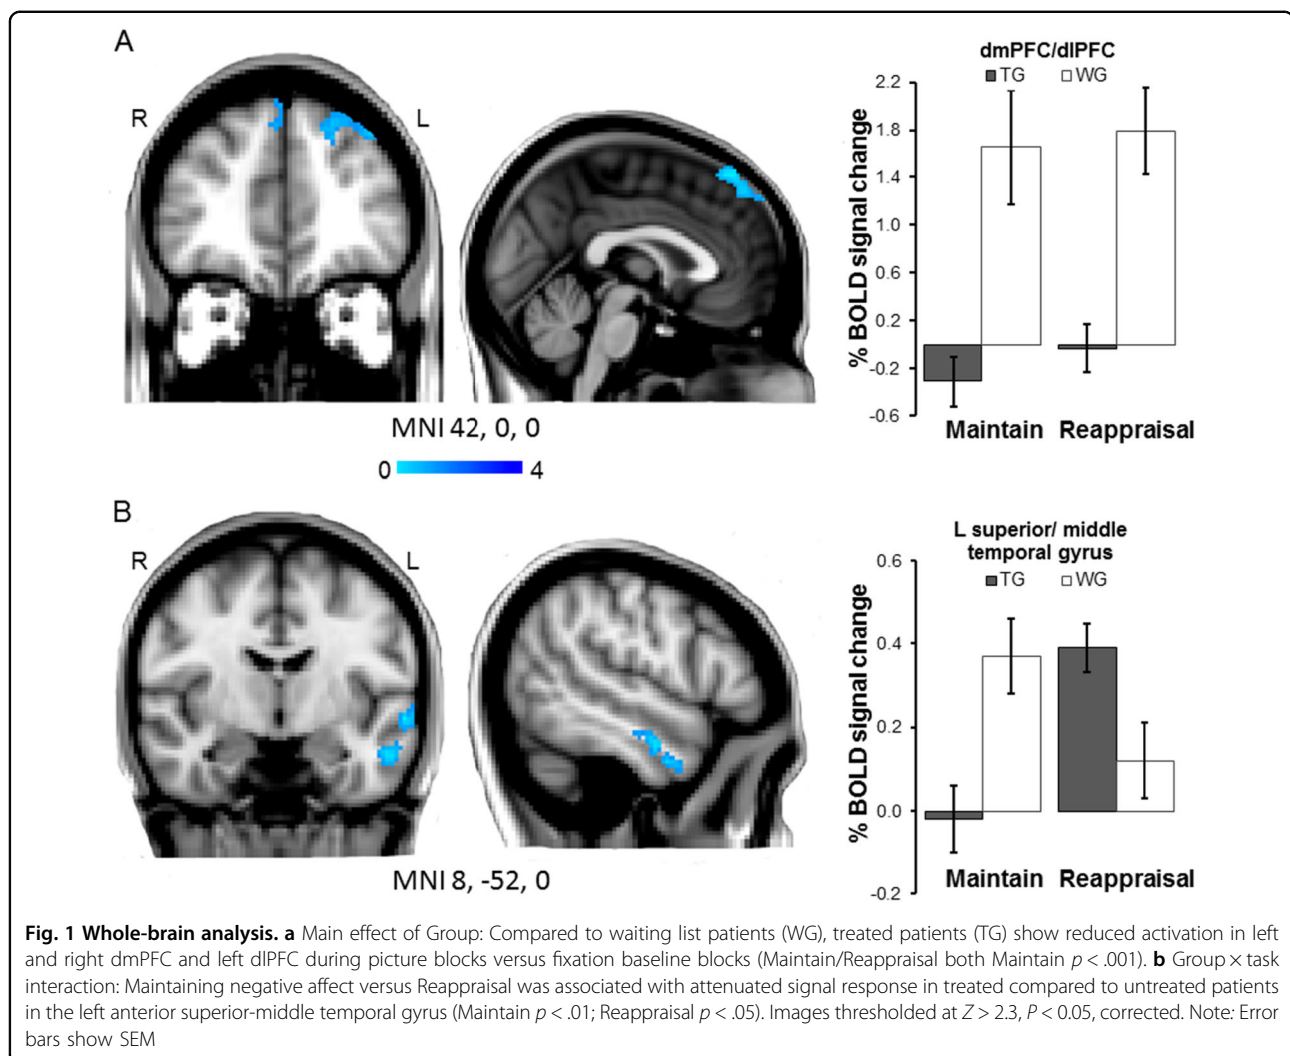 A
R
L
MNI 42, 0, 0
0
4
dmPFC/dlPFC
TG WG
% BOLD signal change
2.2
1.8
1.4
1.0
0.6
0.2
-0.2
-0.6
Maintain Reappraisal
B
R
L
MNI 8, -52, 0
L superior/ middle
temporal gyrus
TG WG
% BOLD signal change
0.6
0.4
0.2
0.0
-0.2
Maintain Reappraisal
Fig. 1 Whole-brain analysis. a Main effect of Group: Compared to waiting list patients (WG), treated patients (TG) show reduced activation in left
and right dmPFC and left dlPFC during picture blocks versus fixation baseline blocks (Maintain/Reappraisal both Maintain p < .001). b Group × task
interaction: Maintaining negative affect versus Reappraisal was associated with attenuated signal response in treated compared to untreated patients
in the left anterior superior-middle temporal gyrus (Maintain p < .01; Reappraisal p < .05). Images thresholded at Z > 2.3, P < 0.05, corrected. Note: Error
bars show SEM